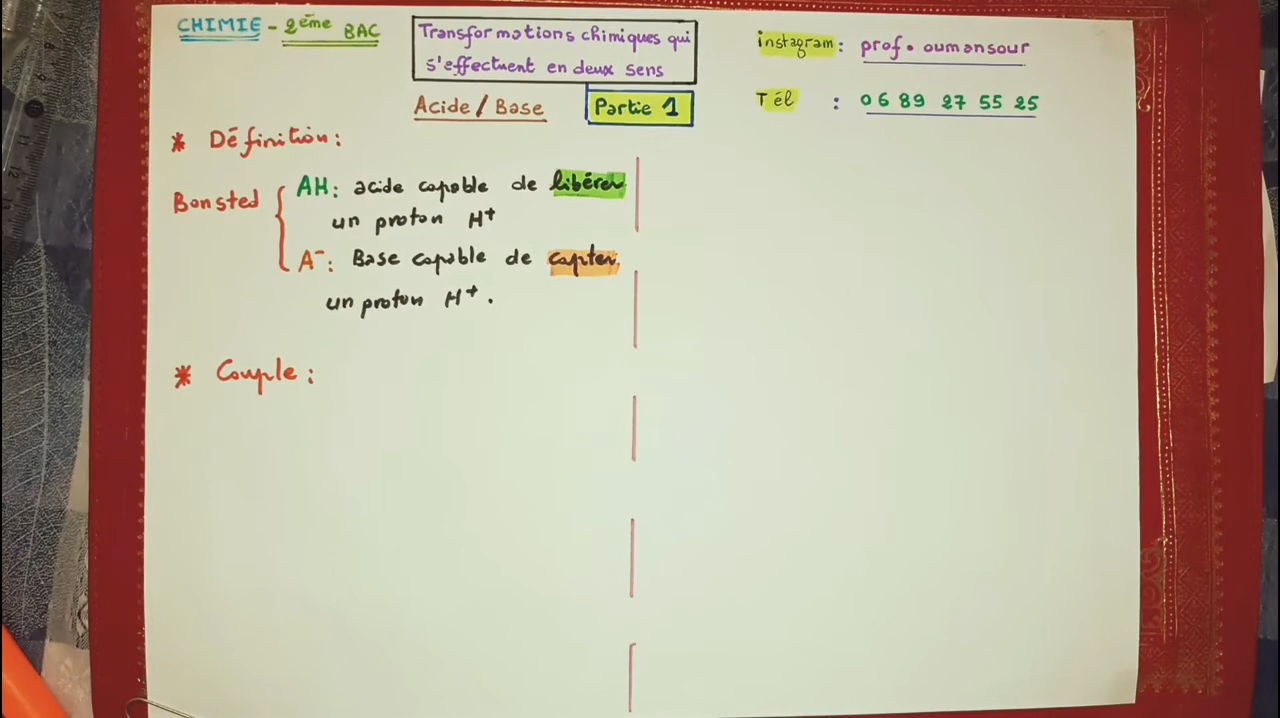 CHIMIE - 2ème BAC
Transformations chimiques qui
s'effectuent en deux sens
Acide / Base
Partie 1
instagram : prof. oumansour
Tél : 06 89 27 55 25
* Définition :
Bonsted
AH : acide capable de libérer
un proton H+
A⁻ : Base capable de capter
un proton H+.
* Couple :